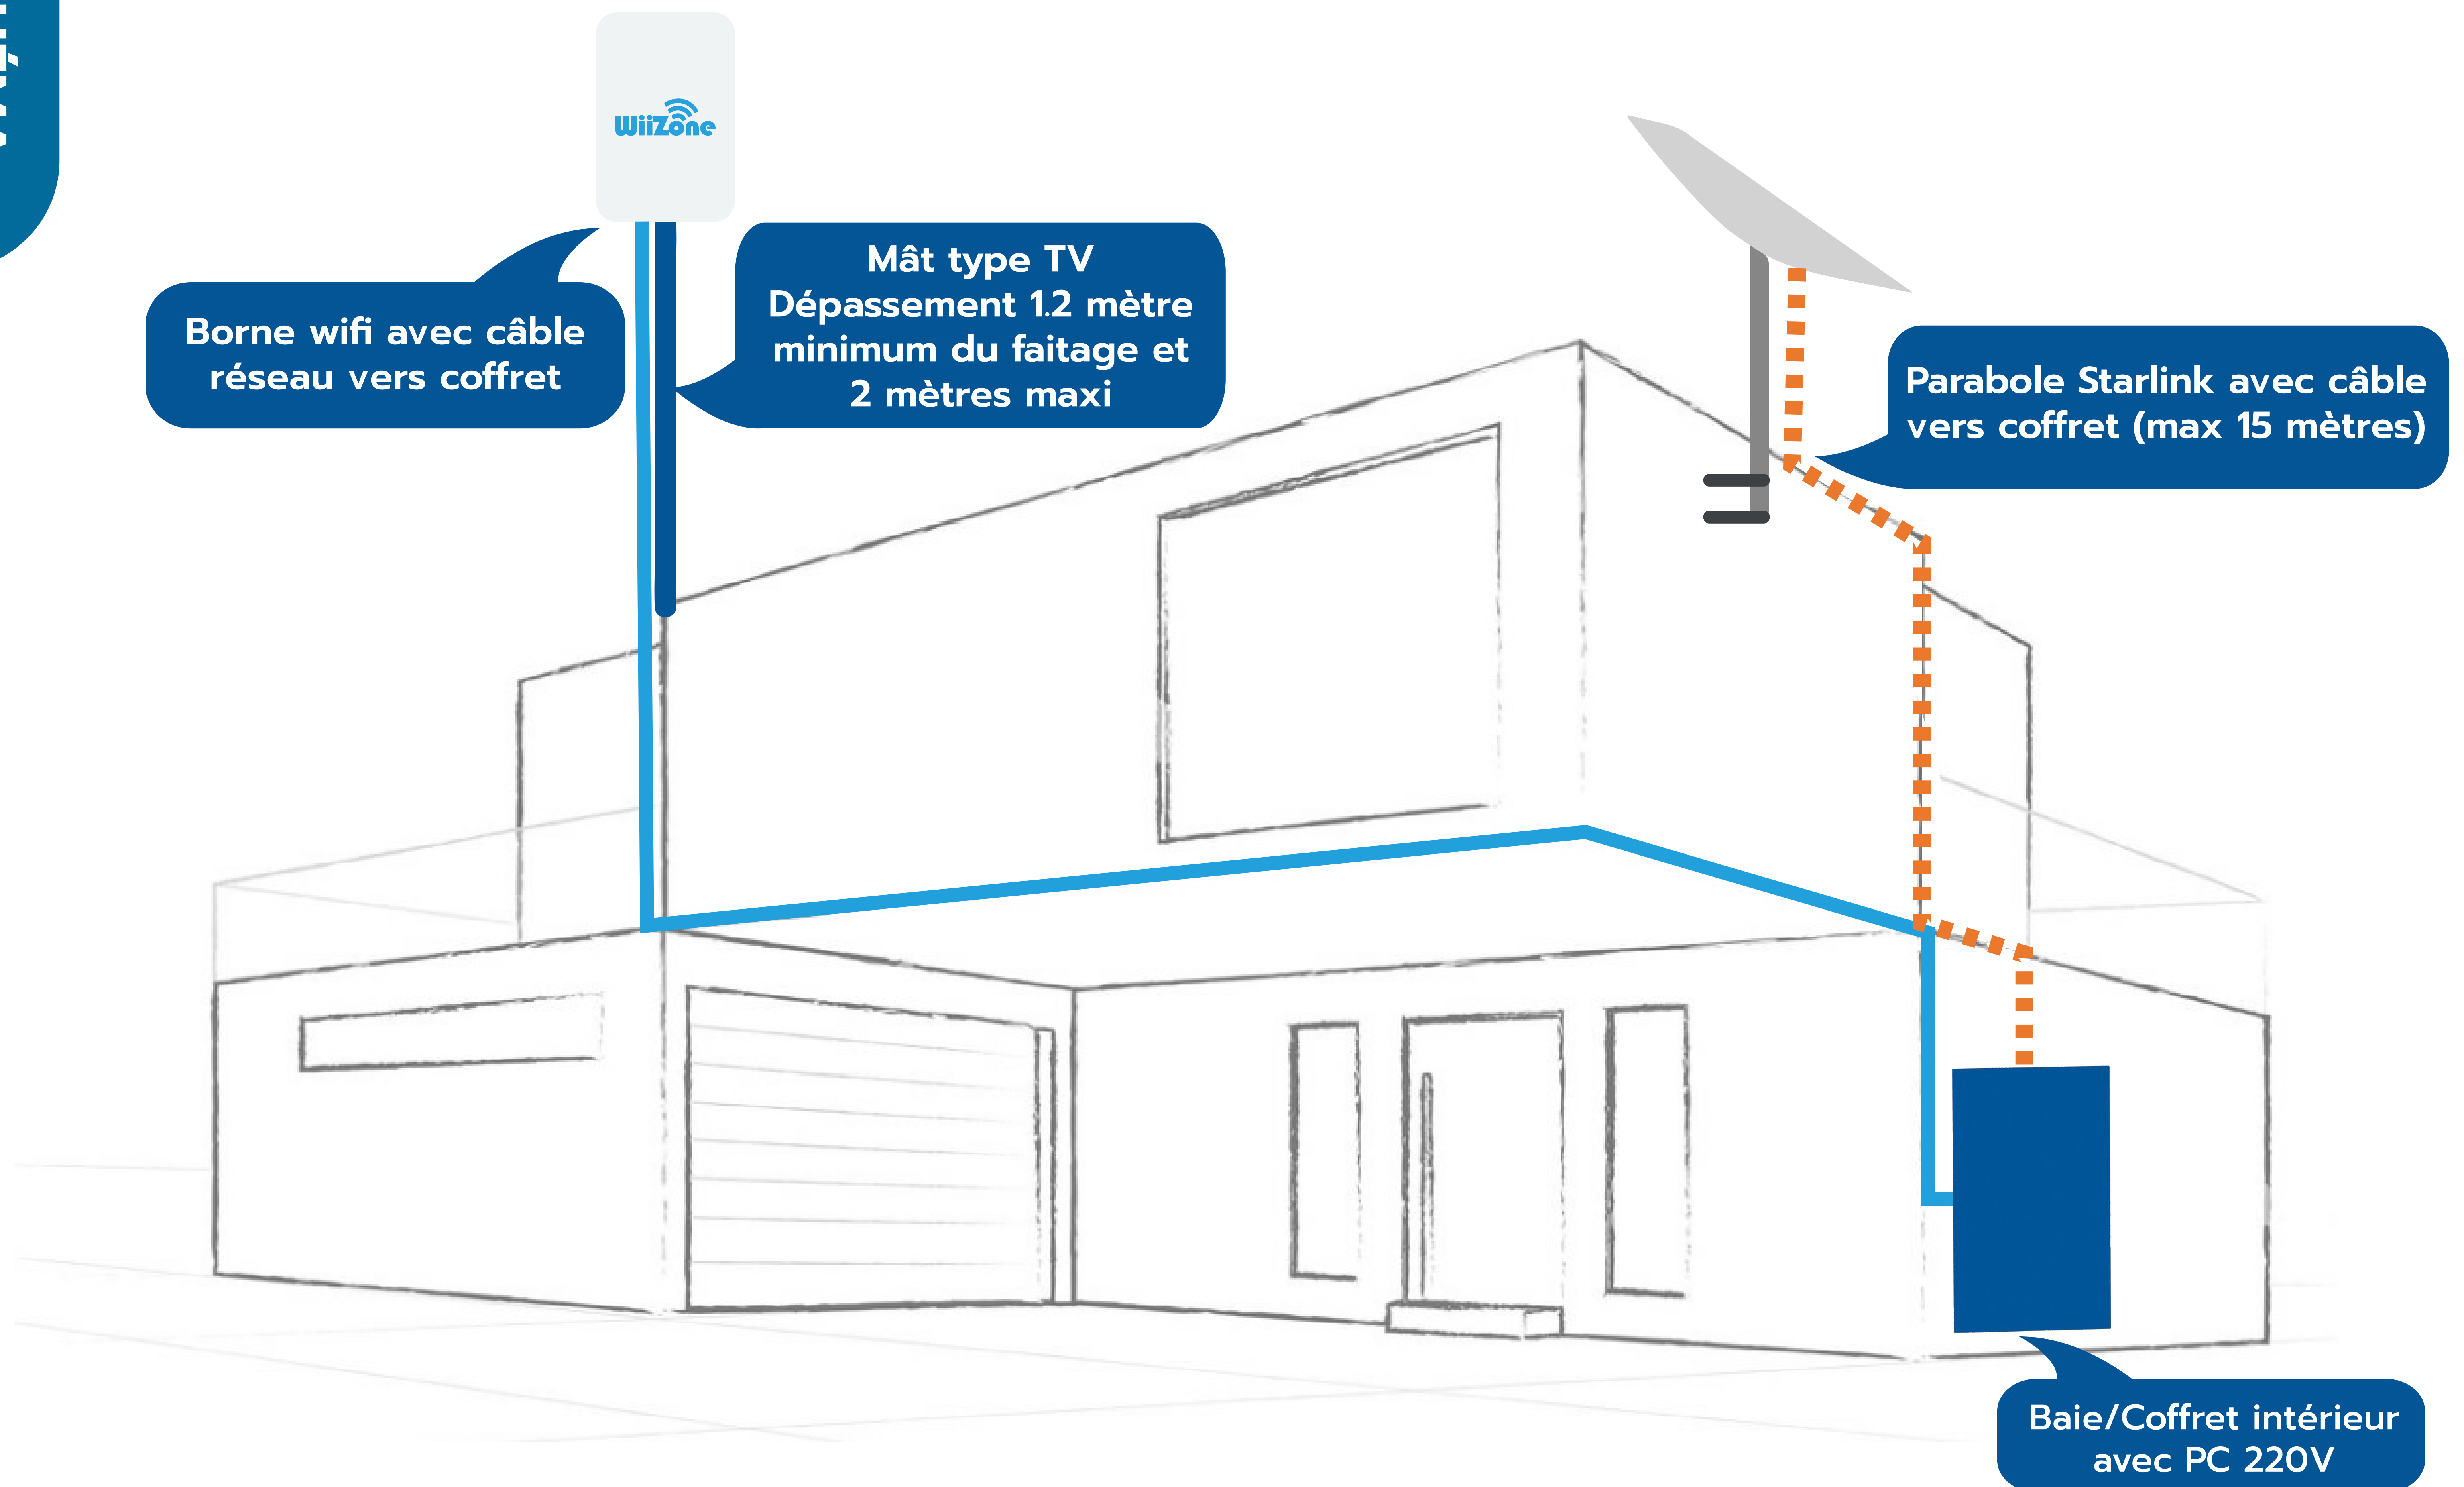 WiiZone
Mât type TV
Dépassement 1.2 mètre
minimum du faitage et
2 mètres maxi
Borne wifi avec câble
réseau vers coffret
Parabole Starlink avec câble
vers coffret (max 15 mètres)
Baie/Coffret intérieur
avec PC 220V